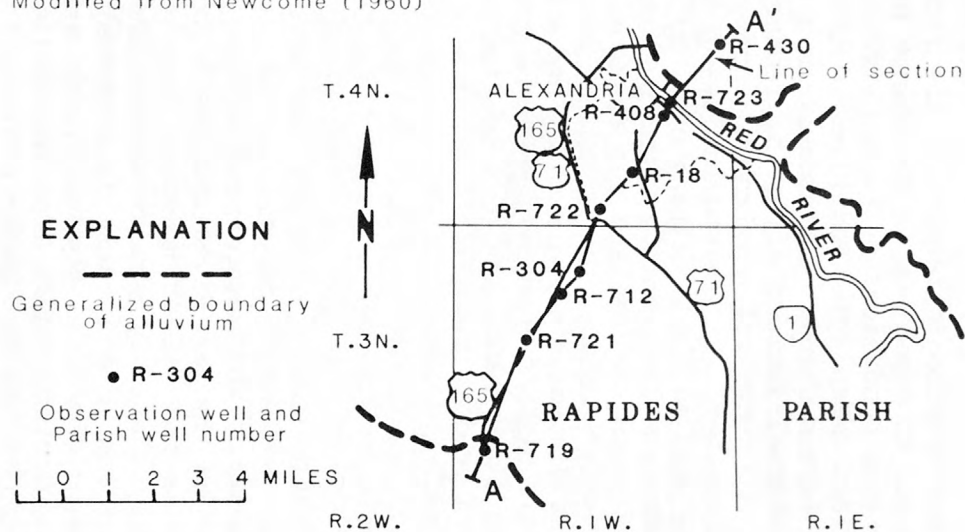 Modified from Newcome (1960)
A'
R-430
Line of section
T.4N.
ALEXANDRIA
R-723
R-408
165
RED
71
R-18
R-722
RIVER
EXPLANATION
N
R-304
71
Generalized boundary
of alluvium
R-712
1
T.3N.
R-721
R-304
165
RAPIDES PARISH
Observation well and
Parish well number
R-719
1 0 1 2 3 4 MILES
A
R.2W. R.1W. R.1E.